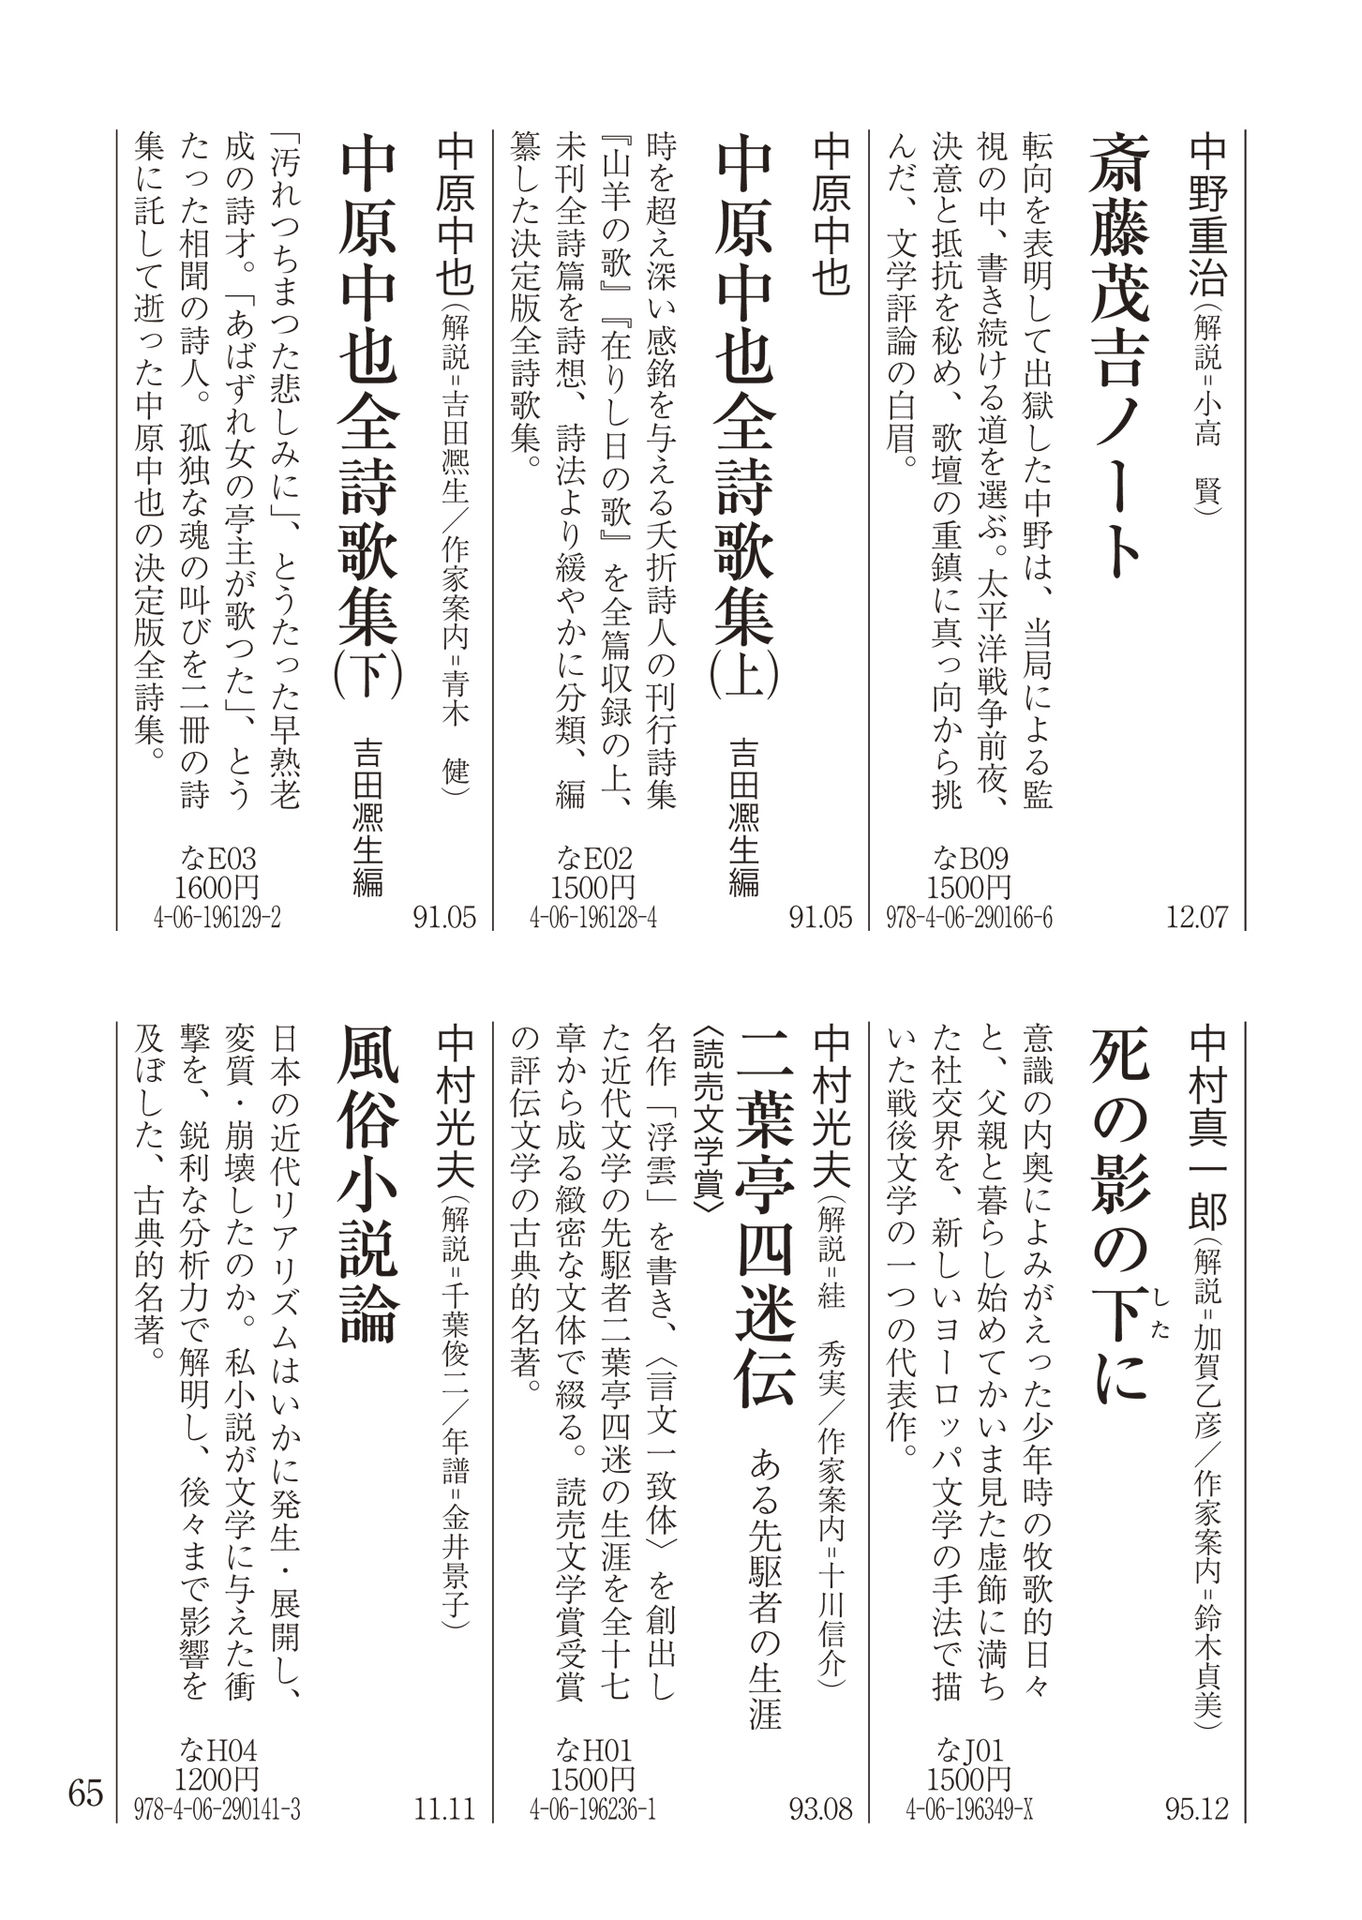 中野重治(解説=小高　賢)
斎藤茂吉ノート
転向を表明して出獄した中野は、当局による監
視の中、書き続ける道を選ぶ。太平洋戦争前夜、
決意と抵抗を秘め、歌壇の重鎮に真っ向から挑
んだ、文学評論の白眉。
なB09
1500円
978-4-06-290166-6
12.07
中原中也
中原中也全詩歌集(上)　吉田凞生編
時を超え深い感銘を与える夭折詩人の刊行詩集
『山羊の歌』『在りし日の歌』を全篇収録の上、
未刊全詩篇を詩想、詩法より緩やかに分類、編
纂した決定版全詩歌集。
なE02
1500円
4-06-196128-4
91.05
中原中也(解説=吉田凞生／作家案内=青木　健)
中原中也全詩歌集(下)　吉田凞生編
「汚れつちまつた悲しみに」、とうたった早熟老
成の詩才。「あばずれ女の亭主が歌つた」、とう
たった相聞の詩人。孤独な魂の叫びを二冊の詩
集に託して逝った中原中也の決定版全詩集。
なE03
1600円
4-06-196129-2
91.05
中村真一郎(解説=加賀乙彦／作家案内=鈴木貞美)
死の影の下に
した
意識の内奥によみがえった少年時の牧歌的日々
と、父親と暮らし始めてかいま見た虚飾に満ち
た社交界を、新しいヨーロッパ文学の手法で描
いた戦後文学の一つの代表作。
なJ01
1500円
4-06-196349-X
95.12
中村光夫(解説=絓　秀実／作家案内=十川信介)
二葉亭四迷伝　ある先駆者の生涯
〈読売文学賞〉
名作「浮雲」を書き、〈言文一致体〉を創出し
た近代文学の先駆者二葉亭四迷の生涯を全十七
章から成る緻密な文体で綴る。読売文学賞受賞
の評伝文学の古典的名著。
なH01
1500円
4-06-196236-1
93.08
中村光夫(解説=千葉俊二／年譜=金井景子)
風俗小説論
日本の近代リアリズムはいかに発生・展開し、
変質・崩壊したのか。私小説が文学に与えた衝
撃を、鋭利な分析力で解明し、後々まで影響を
及ぼした、古典的名著。
なH04
1200円
978-4-06-290141-3
11.11
65